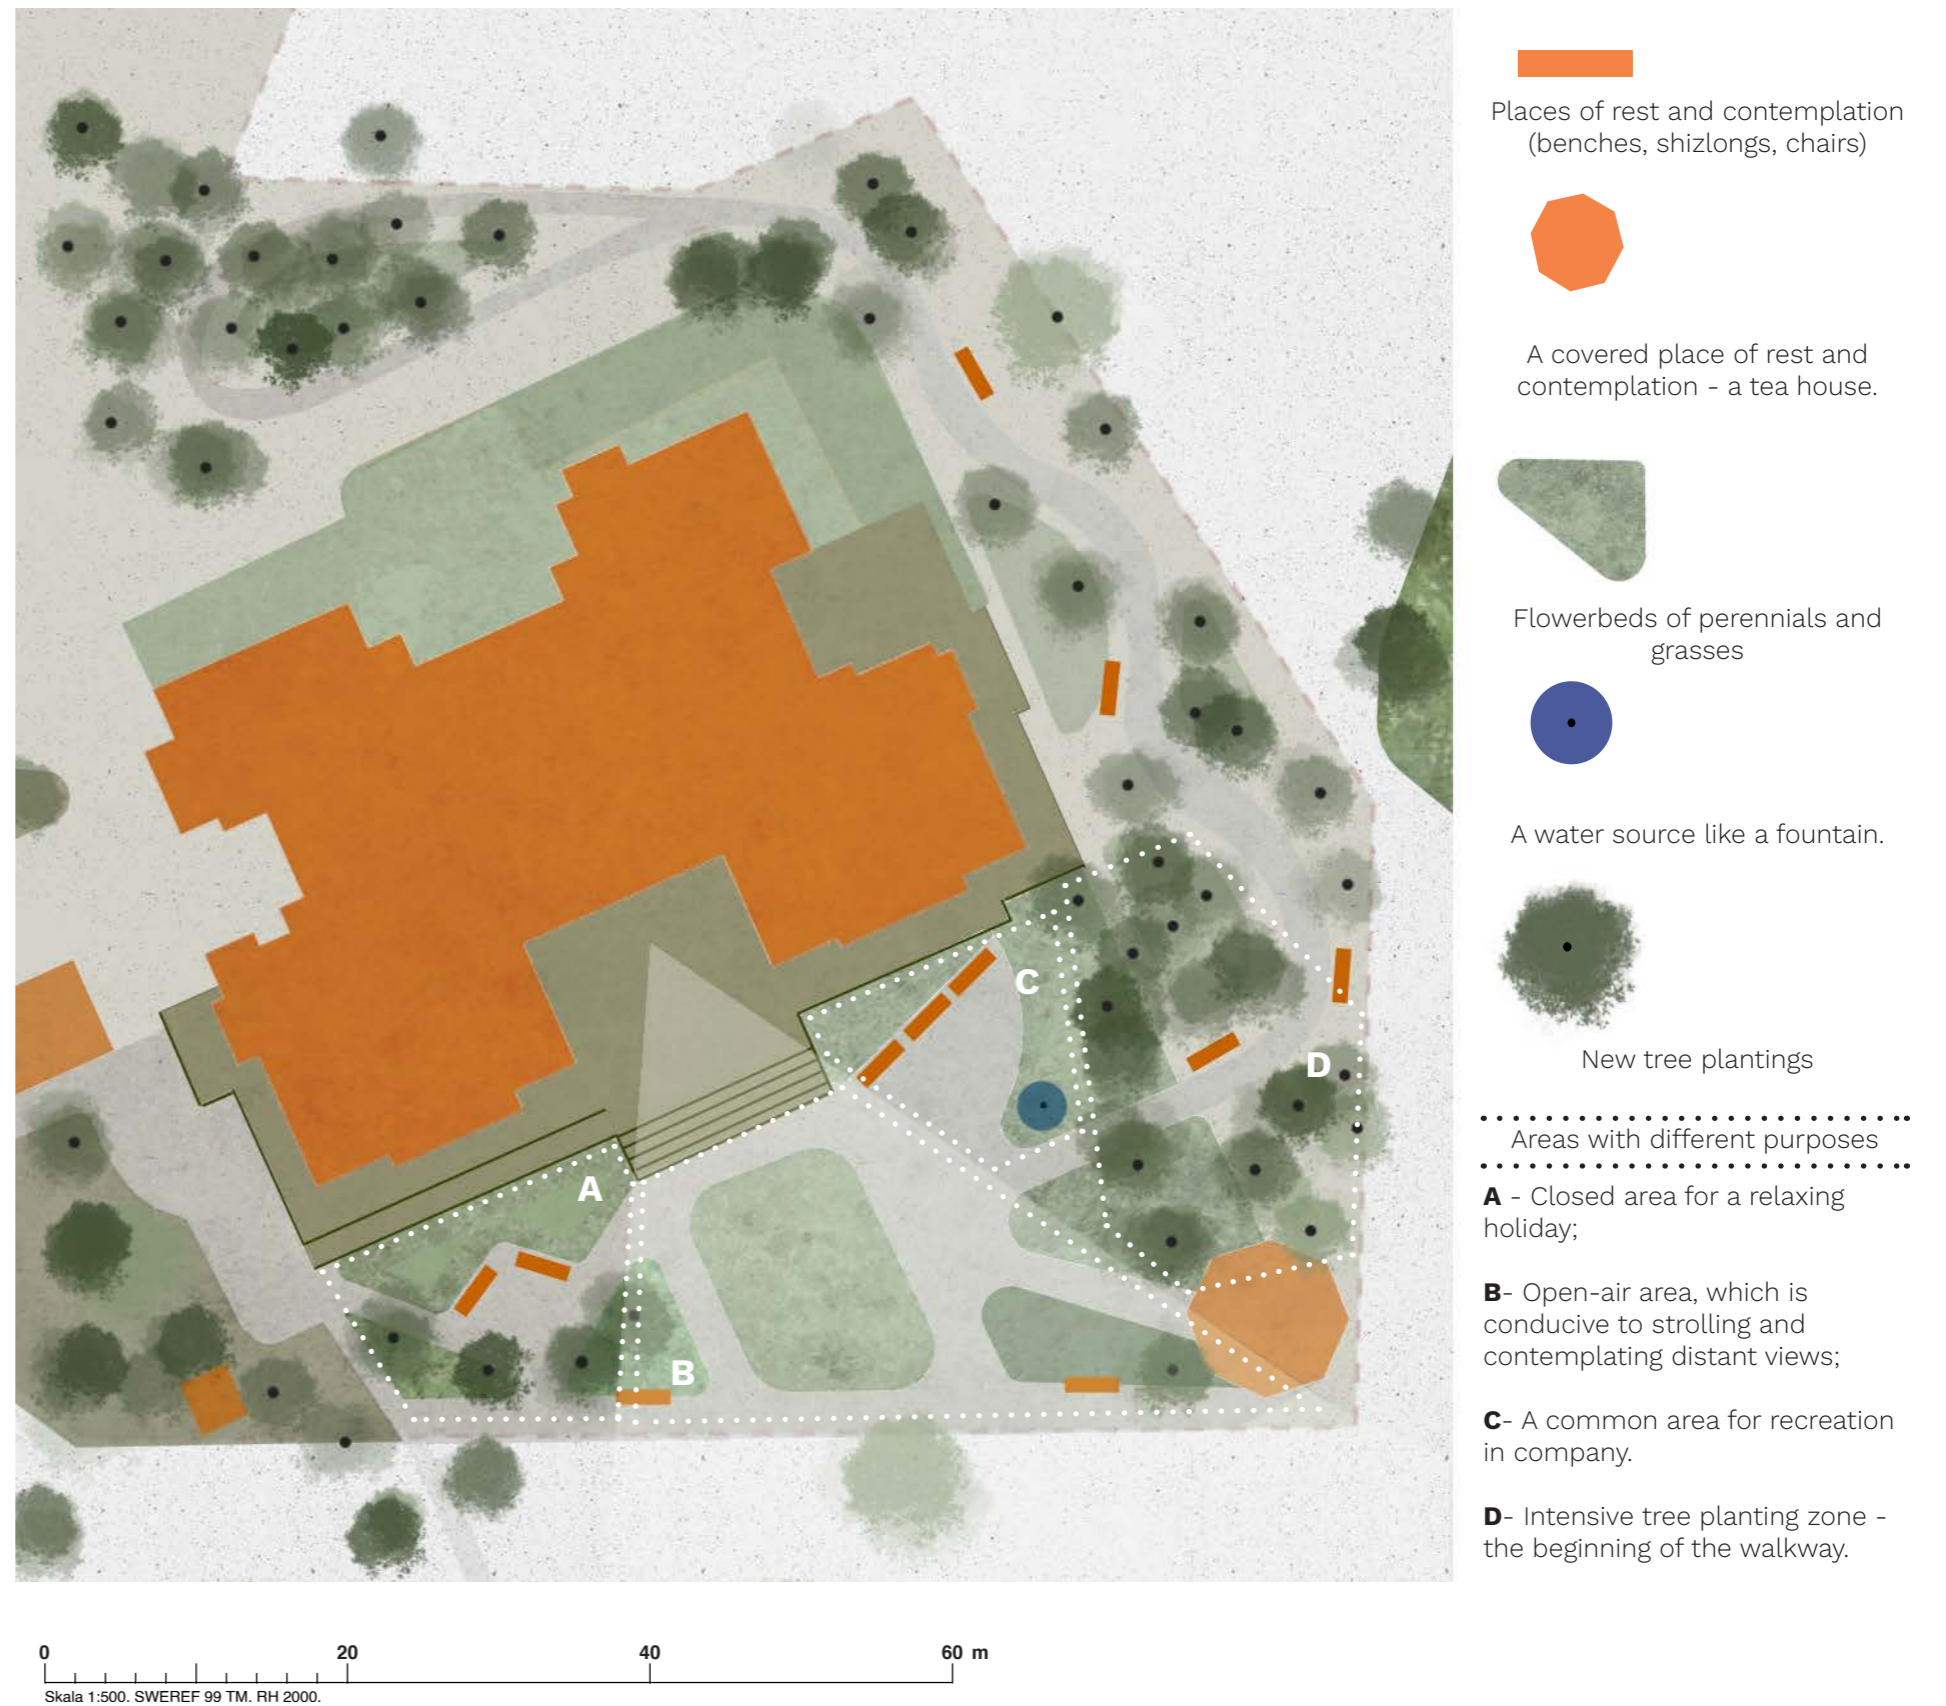 Places of rest and contemplation
(benches, shizlongs, chairs)
A covered place of rest and
contemplation - a tea house.
Flowerbeds of perennials and
grasses
A water source like a fountain.
New tree plantings
Areas with different purposes
A - Closed area for a relaxing
holiday;
B- Open-air area, which is
conducive to strolling and
contemplating distant views;
C- A common area for recreation
in company.
D- Intensive tree planting zone -
the beginning of the walkway.
C
D
A
B
0 20 40 60 m
Skala 1:500, SWEREF 99 TM, RH 2000.